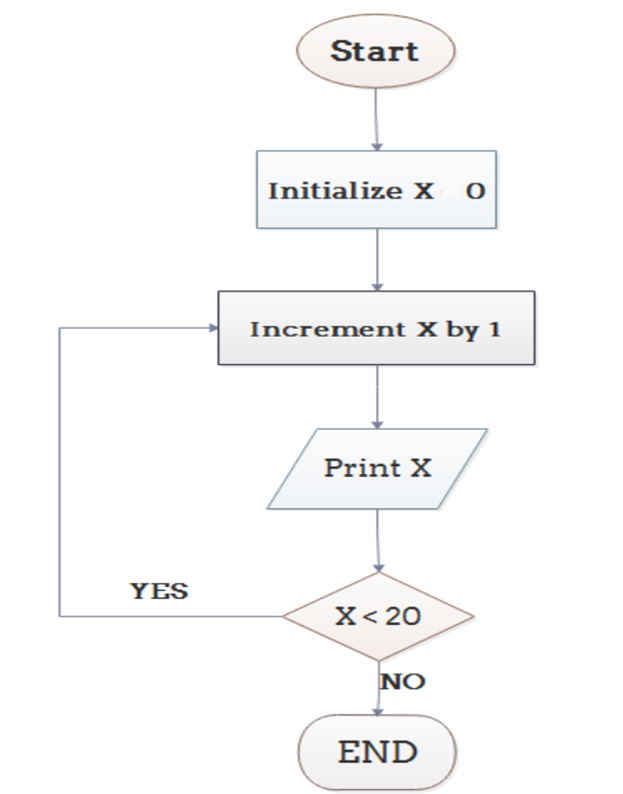 Start
Initialize X 0
Increment X by 1
Print X
X < 20
YES
NO
END